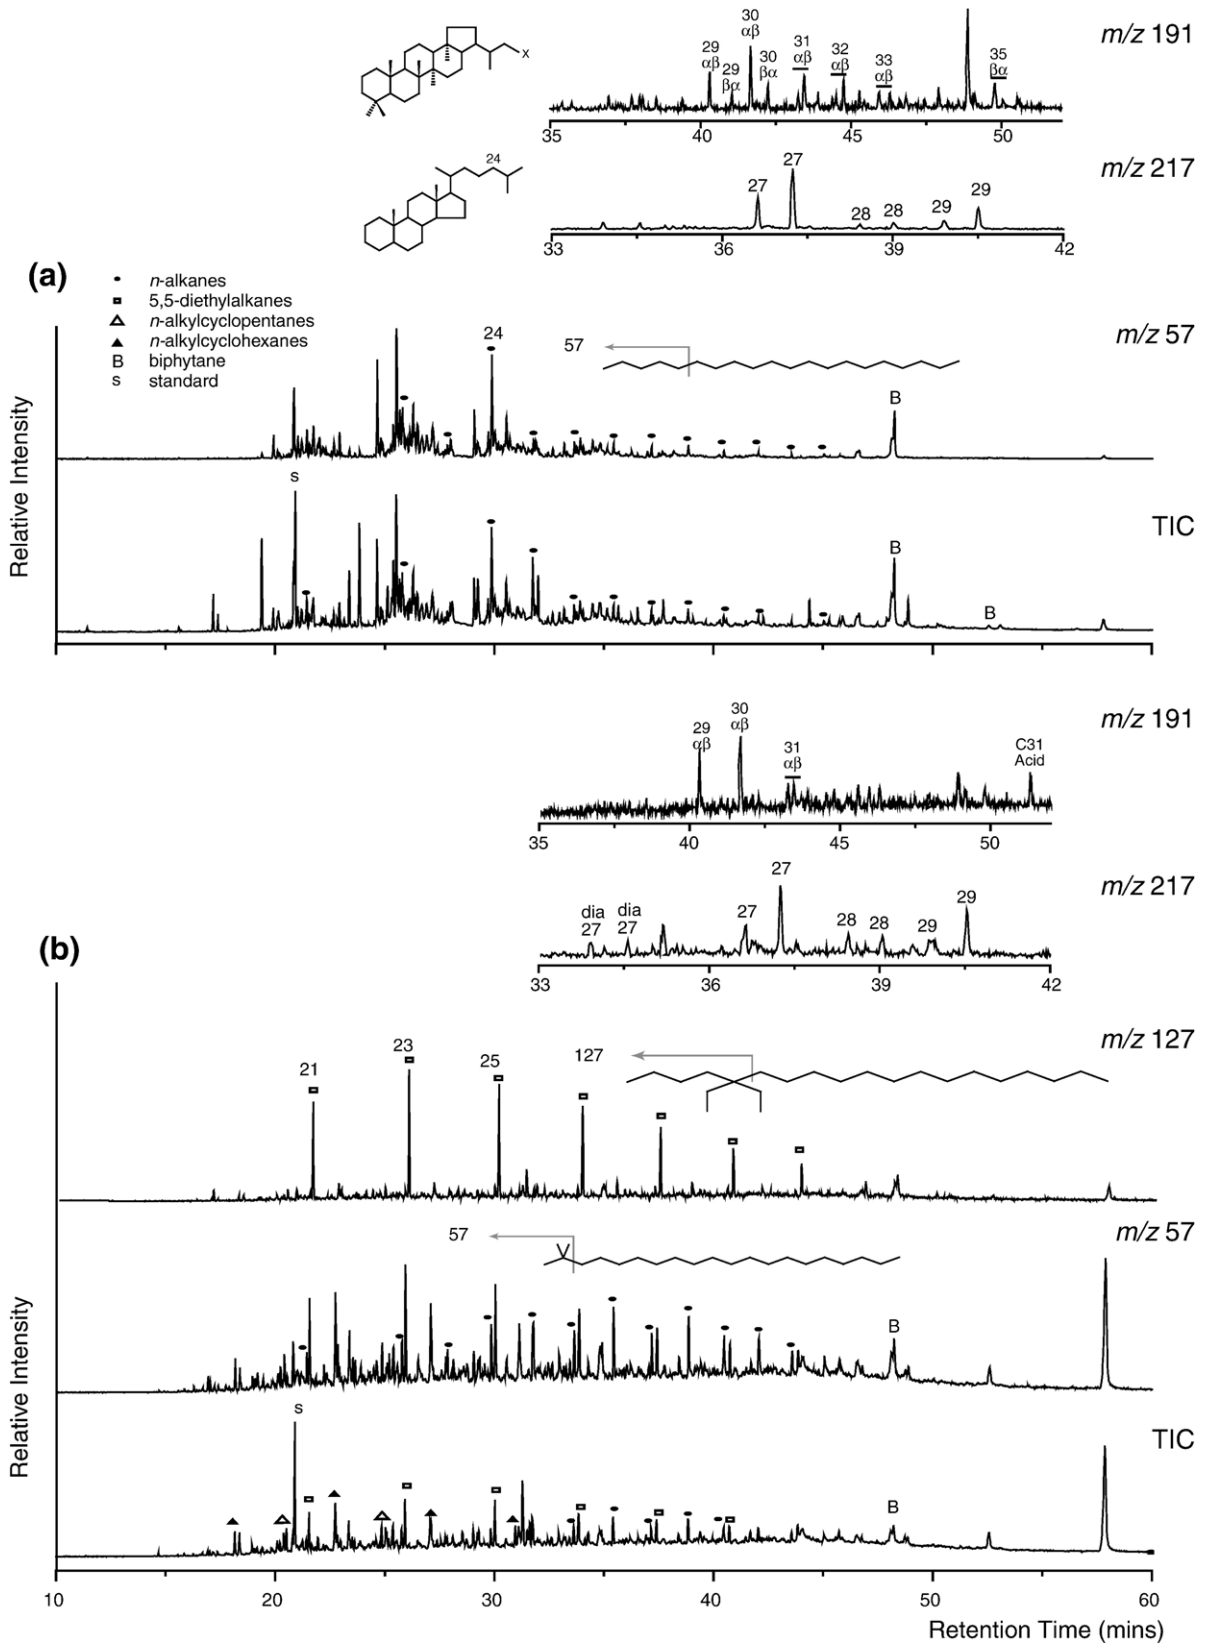 m/z 191
30
αβ
29
αβ
29
βα
30
βα
31
αβ
32
αβ
33
αβ
35
βα
X
35
40
45
50
m/z 217
24
27
27
28
28
29
29
33
36
39
42
(a)
n-alkanes
5,5-diethylalkanes
n-alkylcyclopentanes
n-alkylcyclohexanes
B biphytane
s standard
m/z 57
24
57
B
Relative Intensity
s
TIC
B
B
m/z 191
29
αβ
30
αβ
31
αβ
C31
Acid
35
40
45
50
m/z 217
dia
27
dia
27
27
27
28
28
29
29
33
36
39
42
(b)
m/z 127
21
23
25
127
m/z 57
57
B
Relative Intensity
s
TIC
B
10
20
30
40
50
60
Retention Time (mins)